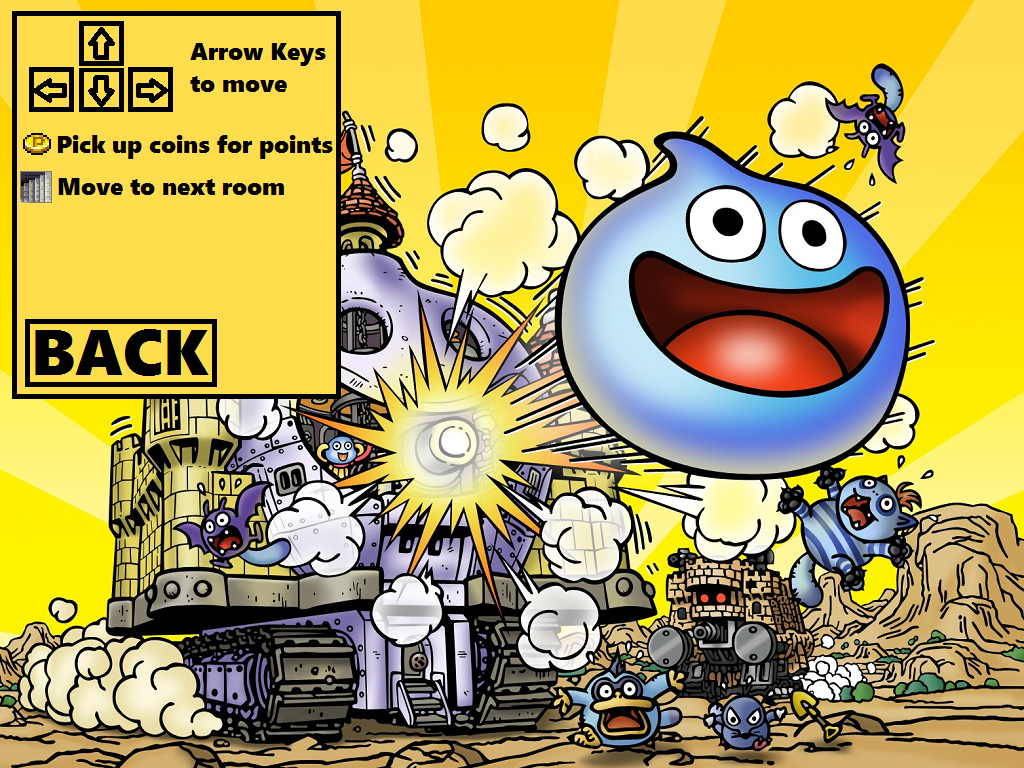 Arrow Keys
to move
Pick up coins for points
Move to next room
BACK